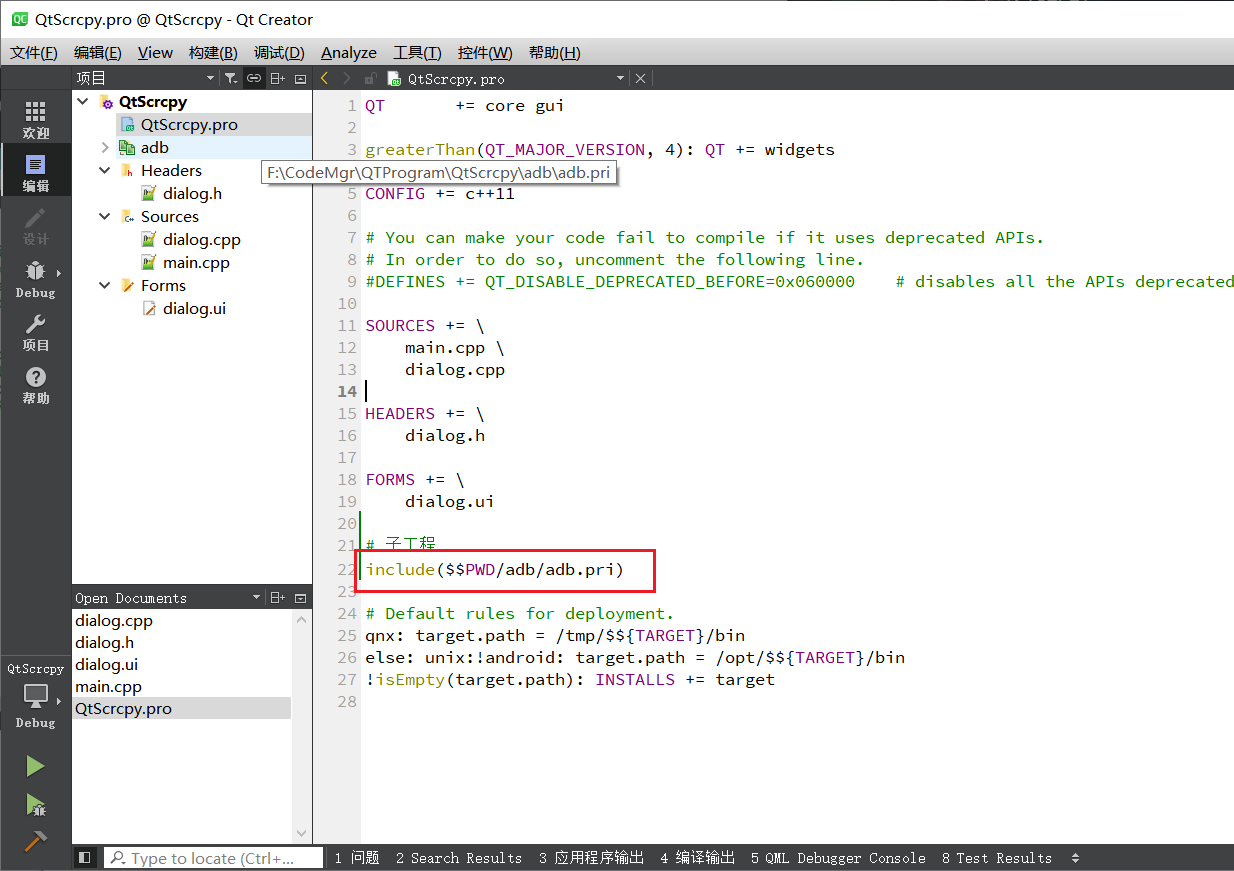 QtScrcpy.pro @ QtScrcpy - Qt Creator
文件(F) 编辑(E) View 构建(B) 调试(D) Analyze 工具(T) 控件(W) 帮助(H)
项目
QtScrcpy.pro
欢迎
编辑
设计
Debug
项目
帮助
QtScrcpy
Debug
QtScrcpy
QtScrcpy.pro
adb
Headers
dialog.h
Sources
dialog.cpp
main.cpp
Forms
dialog.ui
F:\CodeMgr\QTProgram\QtScrcpy\adb\adb.pri
Open Documents
dialog.cpp
dialog.h
dialog.ui
main.cpp
QtScrcpy.pro
1 QT       += core gui
2
3 greaterThan(QT_MAJOR_VERSION, 4): QT += widgets
5 CONFIG += c++11
6
7 # You can make your code fail to compile if it uses deprecated APIs.
8 # In order to do so, uncomment the following line.
9 #DEFINES += QT_DISABLE_DEPRECATED_BEFORE=0x060000    # disables all the APIs deprecated
10
11 SOURCES += \
12     main.cpp \
13     dialog.cpp
14
15 HEADERS += \
16     dialog.h
17
18 FORMS += \
19     dialog.ui
20
21 # 子工程
22 include($$PWD/adb/adb.pri)
23
24 # Default rules for deployment.
25 qnx: target.path = /tmp/$${TARGET}/bin
26 else: unix:!android: target.path = /opt/$${TARGET}/bin
27 !isEmpty(target.path): INSTALLS += target
28
Type to locate (Ctrl+...
1 问题 2 Search Results 3 应用程序输出 4 编译输出 5 QML Debugger Console 8 Test Results